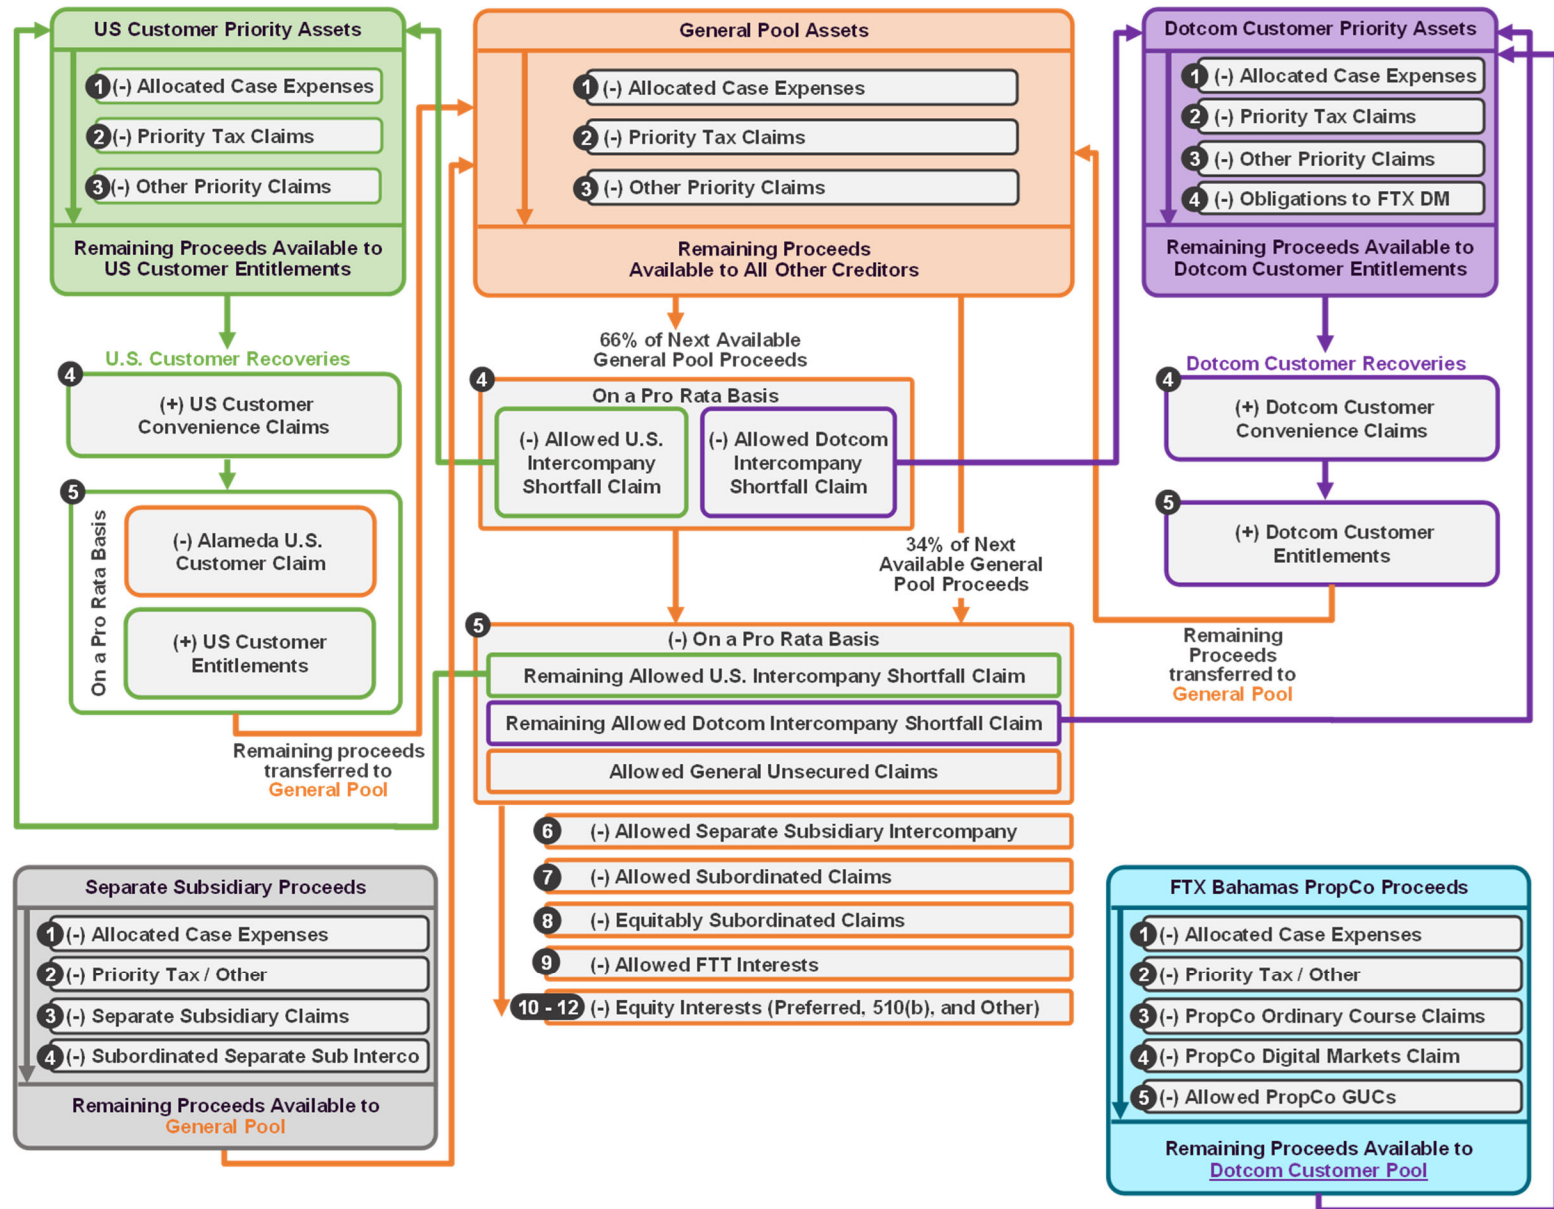 US Customer Priority Assets
1 (-) Allocated Case Expenses
2 (-) Priority Tax Claims
3 (-) Other Priority Claims
Remaining Proceeds Available to
US Customer Entitlements
U.S. Customer Recoveries
4
(+) US Customer
Convenience Claims
5
On a Pro Rata Basis
(-) Alameda U.S.
Customer Claim
(+) US Customer
Entitlements
Remaining proceeds
transferred to
General Pool
General Pool Assets
1 (-) Allocated Case Expenses
2 (-) Priority Tax Claims
3 (-) Other Priority Claims
Remaining Proceeds
Available to All Other Creditors
66% of Next Available
General Pool Proceeds
4
On a Pro Rata Basis
(-) Allowed U.S.
Intercompany
Shortfall Claim
(-) Allowed Dotcom
Intercompany
Shortfall Claim
34% of Next
Available General
Pool Proceeds
5
(-) On a Pro Rata Basis
Remaining Allowed U.S. Intercompany Shortfall Claim
Remaining Allowed Dotcom Intercompany Shortfall Claim
Allowed General Unsecured Claims
6 (-) Allowed Separate Subsidiary Intercompany
7 (-) Allowed Subordinated Claims
8 (-) Equitably Subordinated Claims
9 (-) Allowed FTT Interests
10 - 12 (-) Equity Interests (Preferred, 510(b), and Other)
Dotcom Customer Priority Assets
1 (-) Allocated Case Expenses
2 (-) Priority Tax Claims
3 (-) Other Priority Claims
4 (-) Obligations to FTX DM
Remaining Proceeds Available to
Dotcom Customer Entitlements
Dotcom Customer Recoveries
4
(+) Dotcom Customer
Convenience Claims
5
(+) Dotcom Customer
Entitlements
Remaining
Proceeds
transferred to
General Pool
Separate Subsidiary Proceeds
1 (-) Allocated Case Expenses
2 (-) Priority Tax / Other
3 (-) Separate Subsidiary Claims
4 (-) Subordinated Separate Sub Interco
Remaining Proceeds Available to
General Pool
FTX Bahamas PropCo Proceeds
1 (-) Allocated Case Expenses
2 (-) Priority Tax / Other
3 (-) PropCo Ordinary Course Claims
4 (-) PropCo Digital Markets Claim
5 (-) Allowed PropCo GUCs
Remaining Proceeds Available to
Dotcom Customer Pool